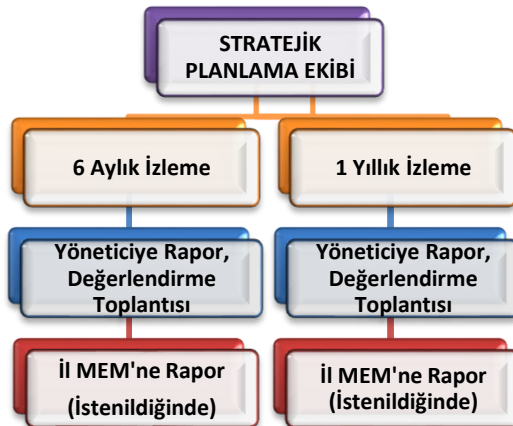 STRATEJİK
PLANLAMA EKİBİ
6 Aylık İzleme
1 Yıllık İzleme
Yöneticiye Rapor,
Değerlendirme
Toplantısı
Yöneticiye Rapor,
Değerlendirme
Toplantısı
İl MEM'ne Rapor
(İstenildiğinde)
İl MEM'ne Rapor
(İstenildiğinde)